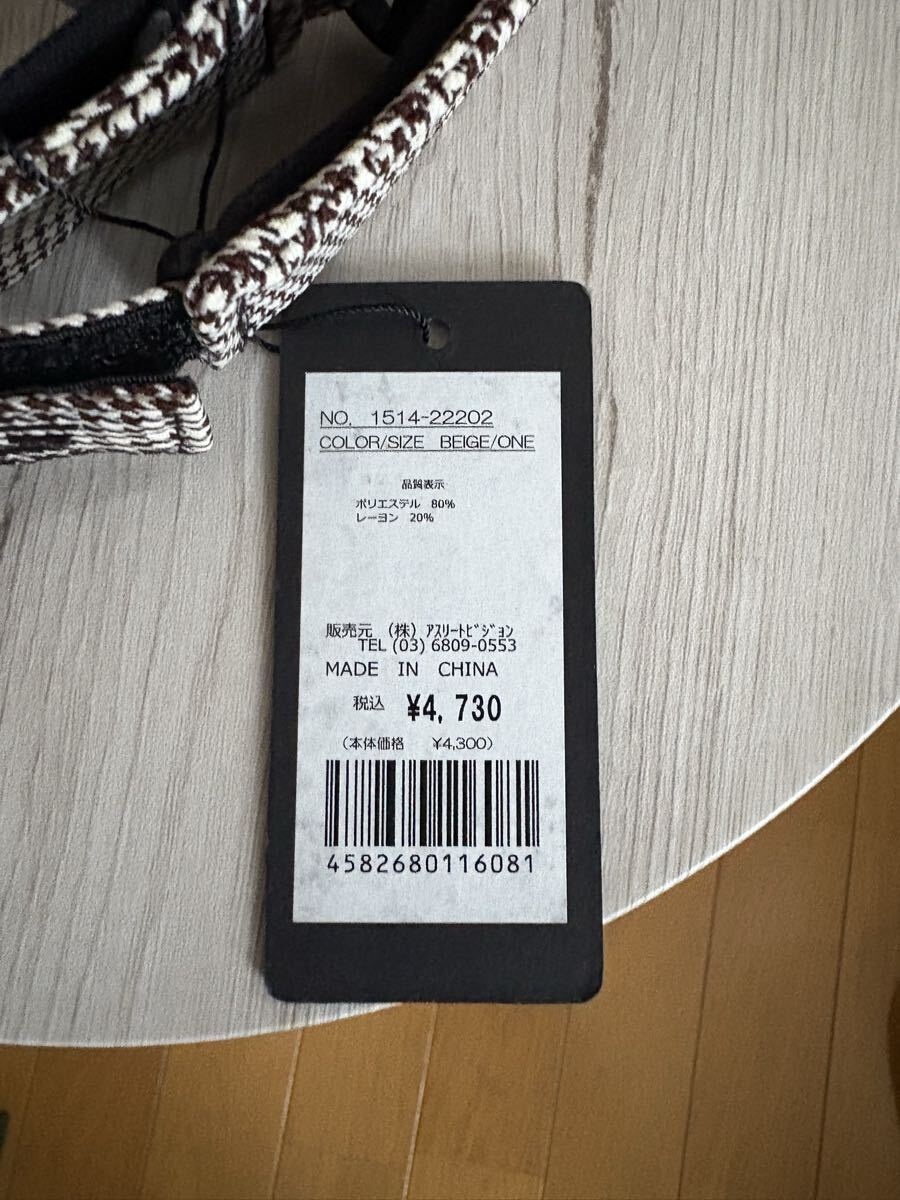 NO. 1514-22202
COLOR/SIZE BEIGE/ONE
品質表示
ポリエステル 80%
レーヨン 20%
販売元 (株) ｱｽﾘｰﾄﾋﾞｼﾞｮﾝ
TEL (03) 6809-0553
MADE IN CHINA
税込 ¥4,730
(本体価格 ¥4,300)
4582680116081